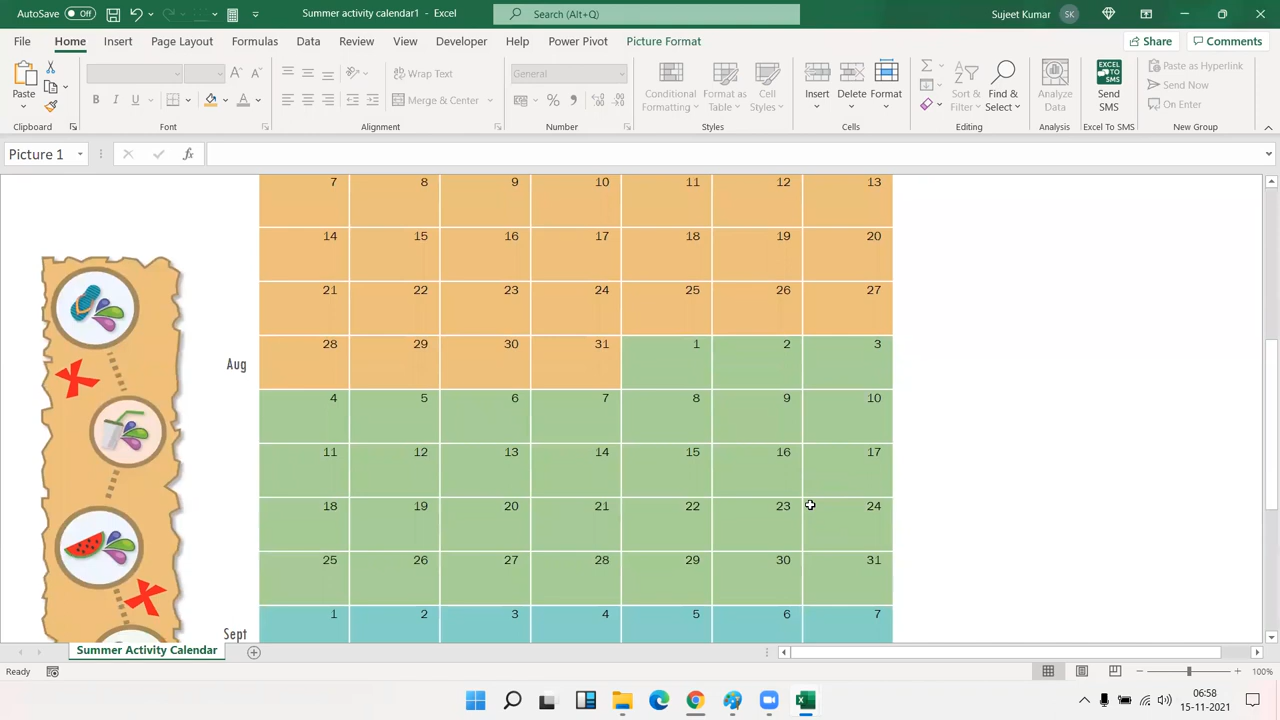 AutoSave Off Summer activity calendar1 - Excel Search (Alt+Q) Sujeet Kumar SK
File Home Insert Page Layout Formulas Data Review View Developer Help Power Pivot Picture Format Share Comments
Paste B I U A A A Wrap Text Merge & Center General % Conditional Formatting Format as Table Cell Styles Insert Delete Format Sort & Filter Find & Select Analyze Data EXCEL TO SMS Send SMS Paste as Hyperlink Send Now On Enter
Clipboard Font Alignment Number Styles Cells Editing Analysis Excel To SMS New Group
Picture 1 fx
7 8 9 10 11 12 13
14 15 16 17 18 19 20
21 22 23 24 25 26 27
Aug 28 29 30 31 1 2 3
4 5 6 7 8 9 10
11 12 13 14 15 16 17
18 19 20 21 22 23 24
25 26 27 28 29 30 31
Sept 1 2 3 4 5 6 7
Summer Activity Calendar
Ready 100%
06:58
15-11-2021